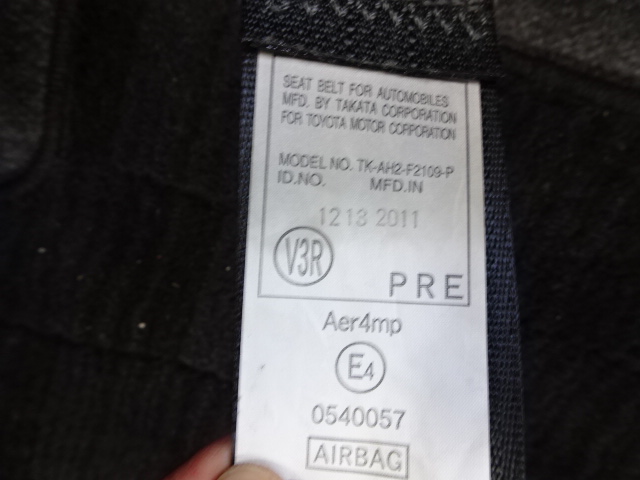 SEAT BELT FOR AUTOMOBILES
MFD. BY TAKATA CORPORATION
FOR TOYOTA MOTOR CORPORATION
MODEL NO. TK-AH2-F2109-P
ID.NO. MFD.IN
1213 2011
V3R
PRE
Aer4mp
E4
0540057
AIRBAG